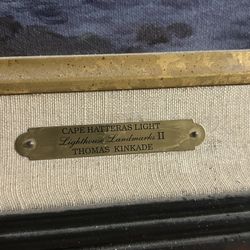 CAPE HATTERAS LIGHT
Lighthouse Landmarks II
THOMAS KINKADE